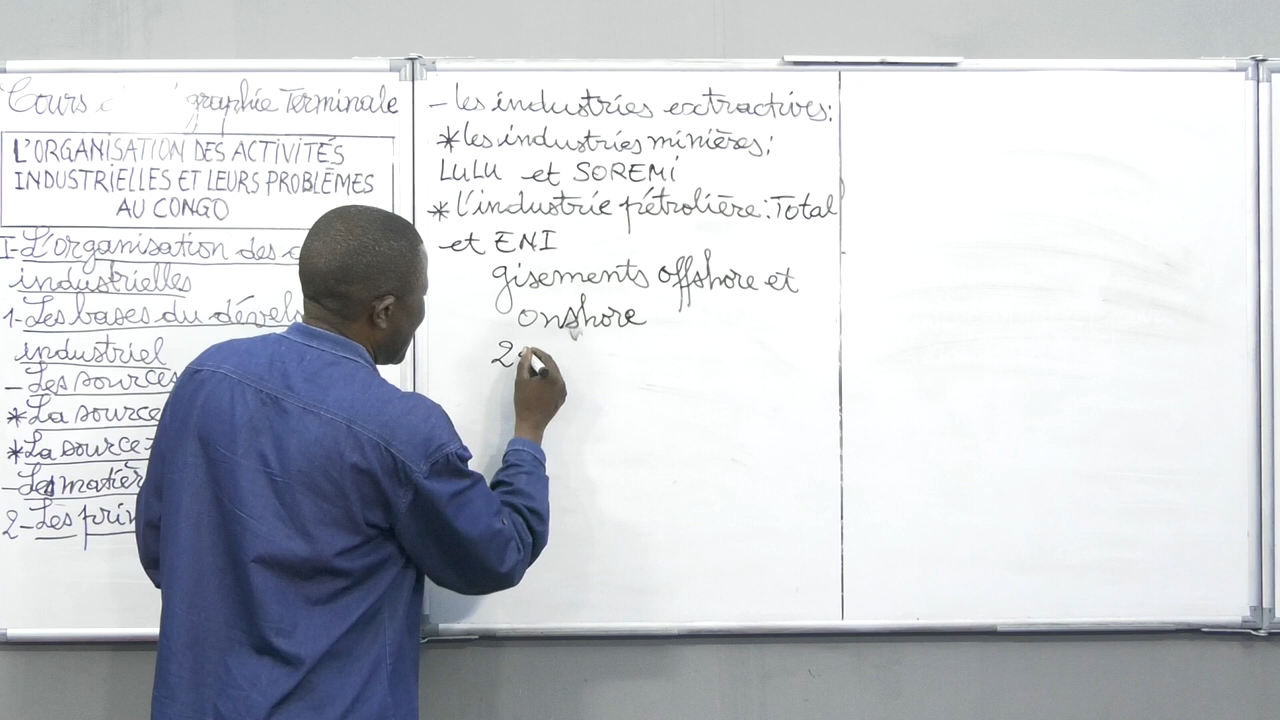 Cours graphie Terminale
L'ORGANISATION DES ACTIVITÉS
INDUSTRIELLES ET LEURS PROBLÈMES
AU CONGO
I-L'organisation des
industrielles
1-Les bases du dével
industriel
- Les sources
*La source
*La source
-Les matièr
2-Les prin
- les industries extractives:
*les industries minières:
LULU et SOREMI
* l'industrie pétrolière: Total
et ENI
gisements offshore et
onshore
2